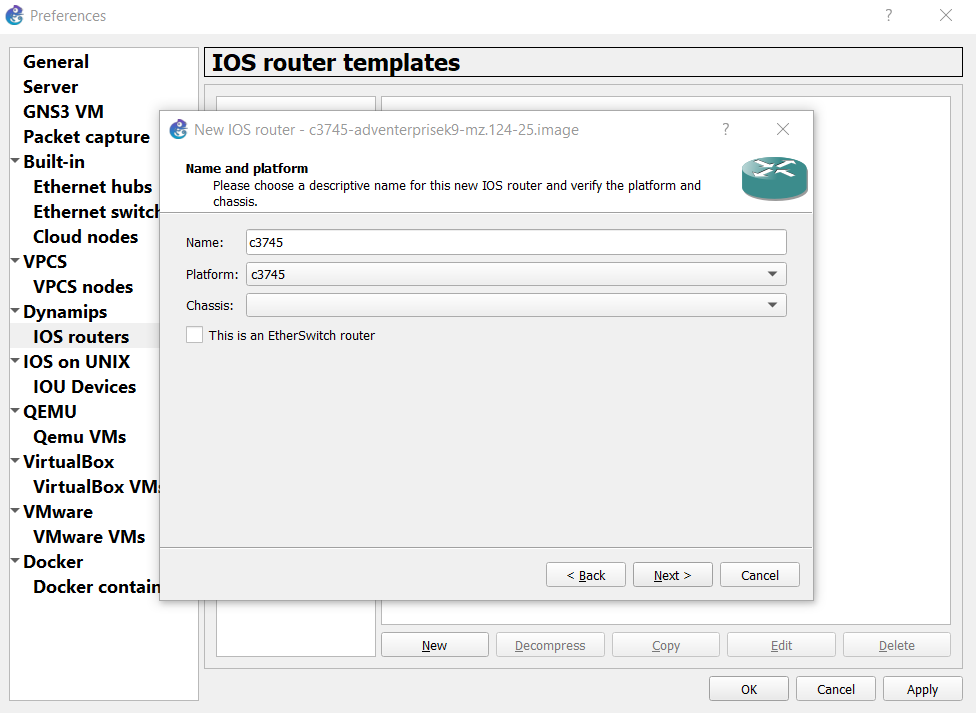 Preferences
?
General
Server
GNS3 VM
Packet capture
Built-in
Ethernet hubs
Ethernet switch
Cloud nodes
VPCS
VPCS nodes
Dynamips
IOS routers
IOS on UNIX
IOU Devices
QEMU
Qemu VMs
VirtualBox
VirtualBox VMs
VMware
VMware VMs
Docker
Docker contain
IOS router templates
New IOS router - c3745-adventerprisek9-mz.124-25.image
?
Name and platform
Please choose a descriptive name for this new IOS router and verify the platform and
chassis.
Name: c3745
Platform: c3745
Chassis:
This is an EtherSwitch router
< Back Next > Cancel
New Decompress Copy Edit Delete
OK Cancel Apply